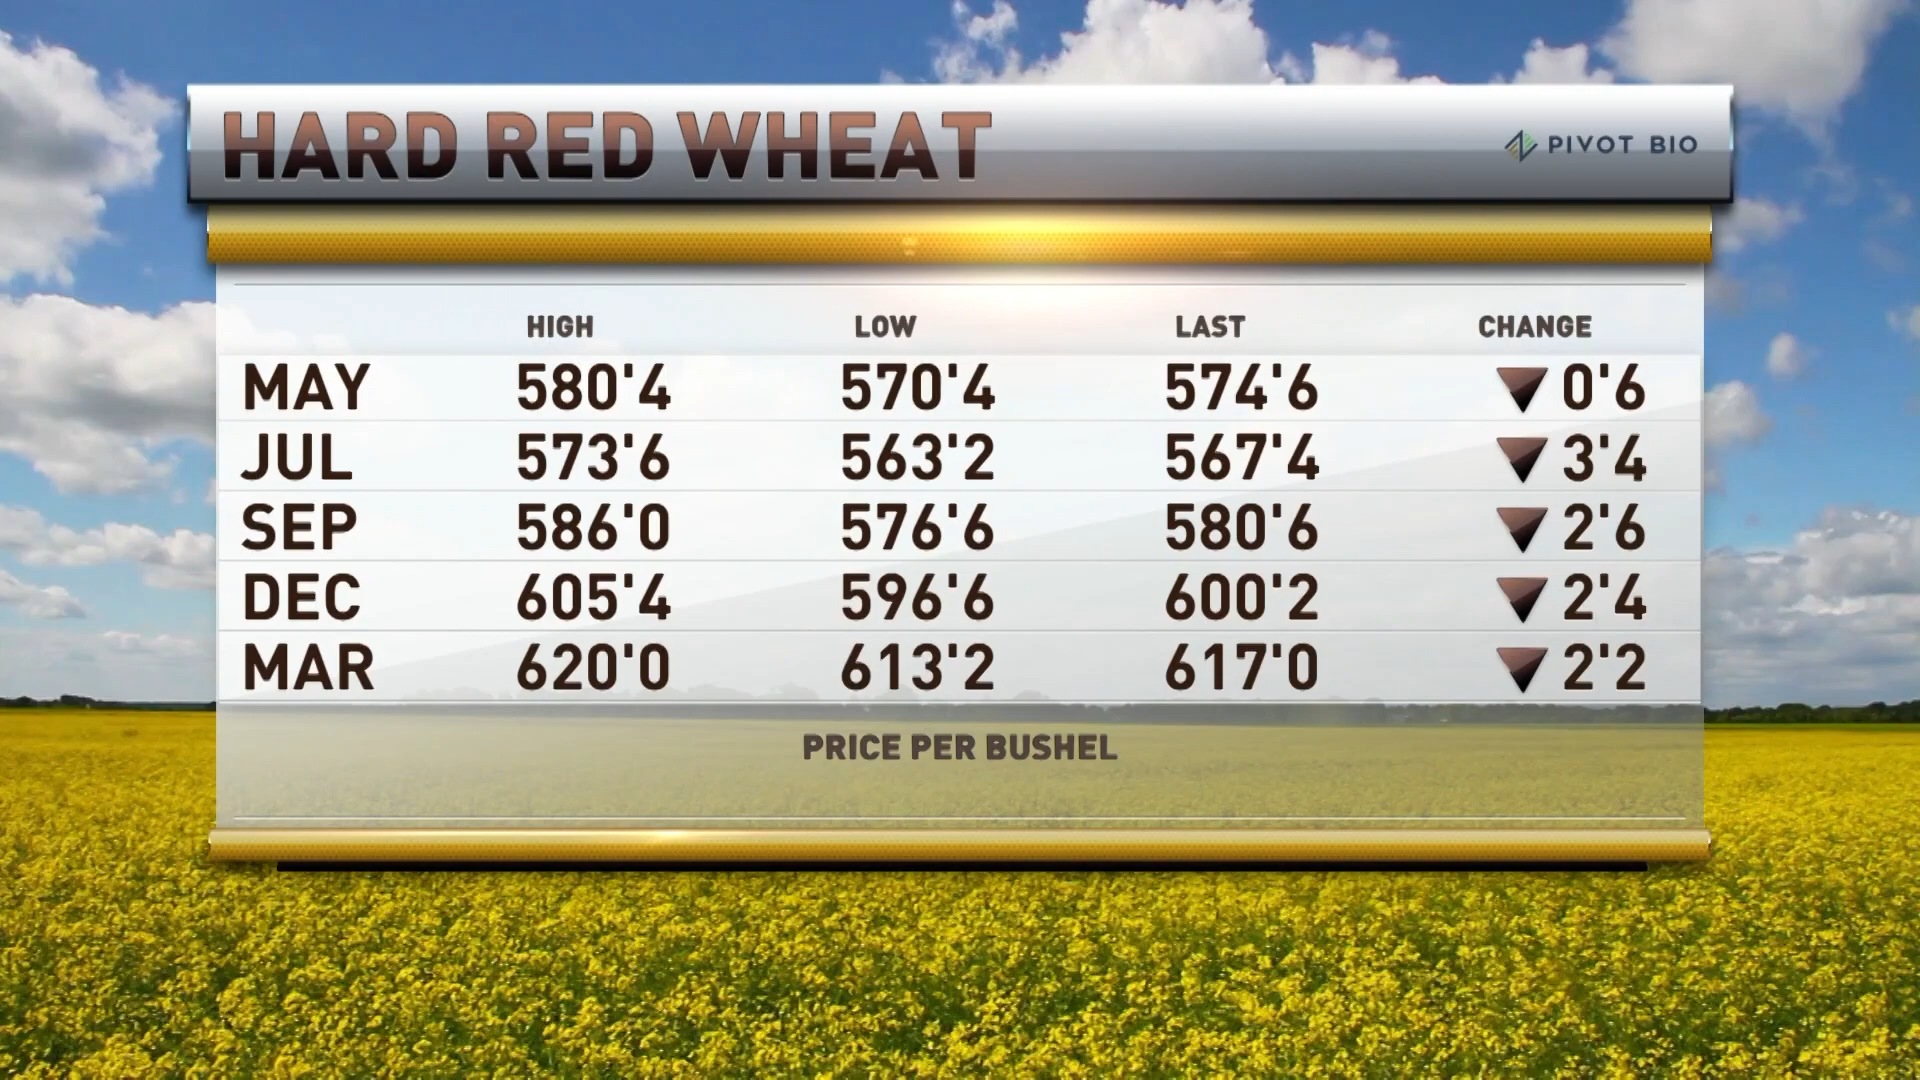 HARD RED WHEAT PIVOT BIO
HIGH LOW LAST CHANGE
MAY 580'4 570'4 574'6 ▼ 0'6
JUL 573'6 563'2 567'4 ▼ 3'4
SEP 586'0 576'6 580'6 ▼ 2'6
DEC 605'4 596'6 600'2 ▼ 2'4
MAR 620'0 613'2 617'0 ▼ 2'2
PRICE PER BUSHEL